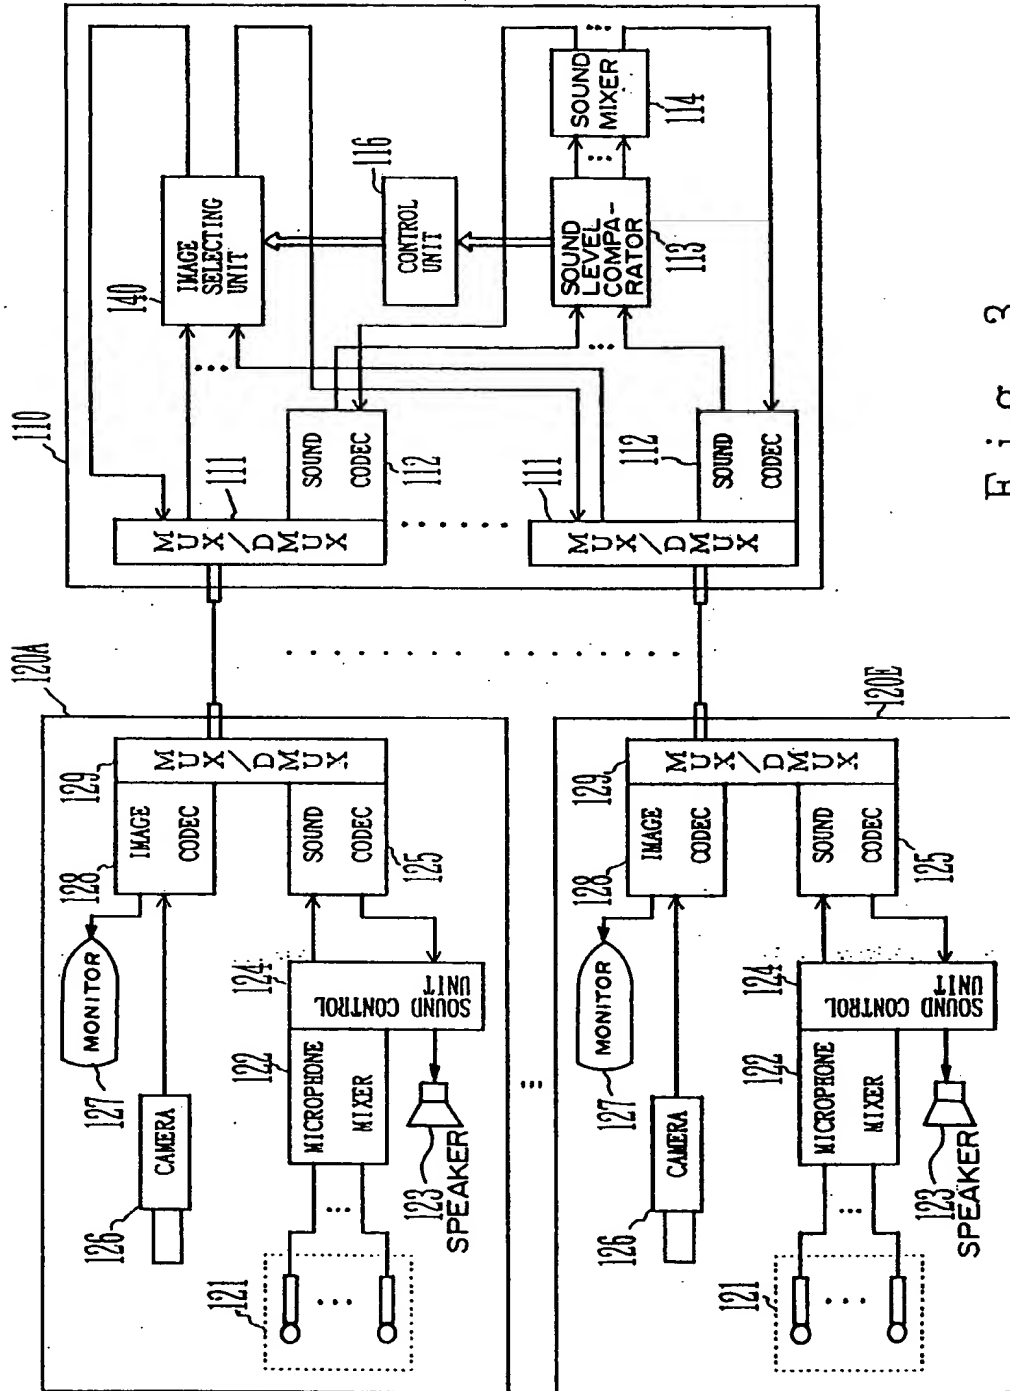 120A
121
126
CAMERA
127
MONITOR
128
IMAGE
CODEC
129
MUX/DMUX
122
MICROPHONE
MIXER
124
SOUND CONTROL
UNIT
SOUND
CODEC
125
123
SPEAKER
120E
121
126
CAMERA
127
MONITOR
128
IMAGE
CODEC
129
MUX/DMUX
122
MICROPHONE
MIXER
124
SOUND CONTROL
UNIT
SOUND
CODEC
125
123
SPEAKER
110
111
MUX/DMUX
SOUND
CODEC
112
140
IMAGE
SELECTING
UNIT
116
CONTROL
UNIT
SOUND
LEVEL
COMPA-
RATOR
113
SOUND
MIXER
114
111
MUX/DMUX
112
SOUND
CODEC
Fig. 3